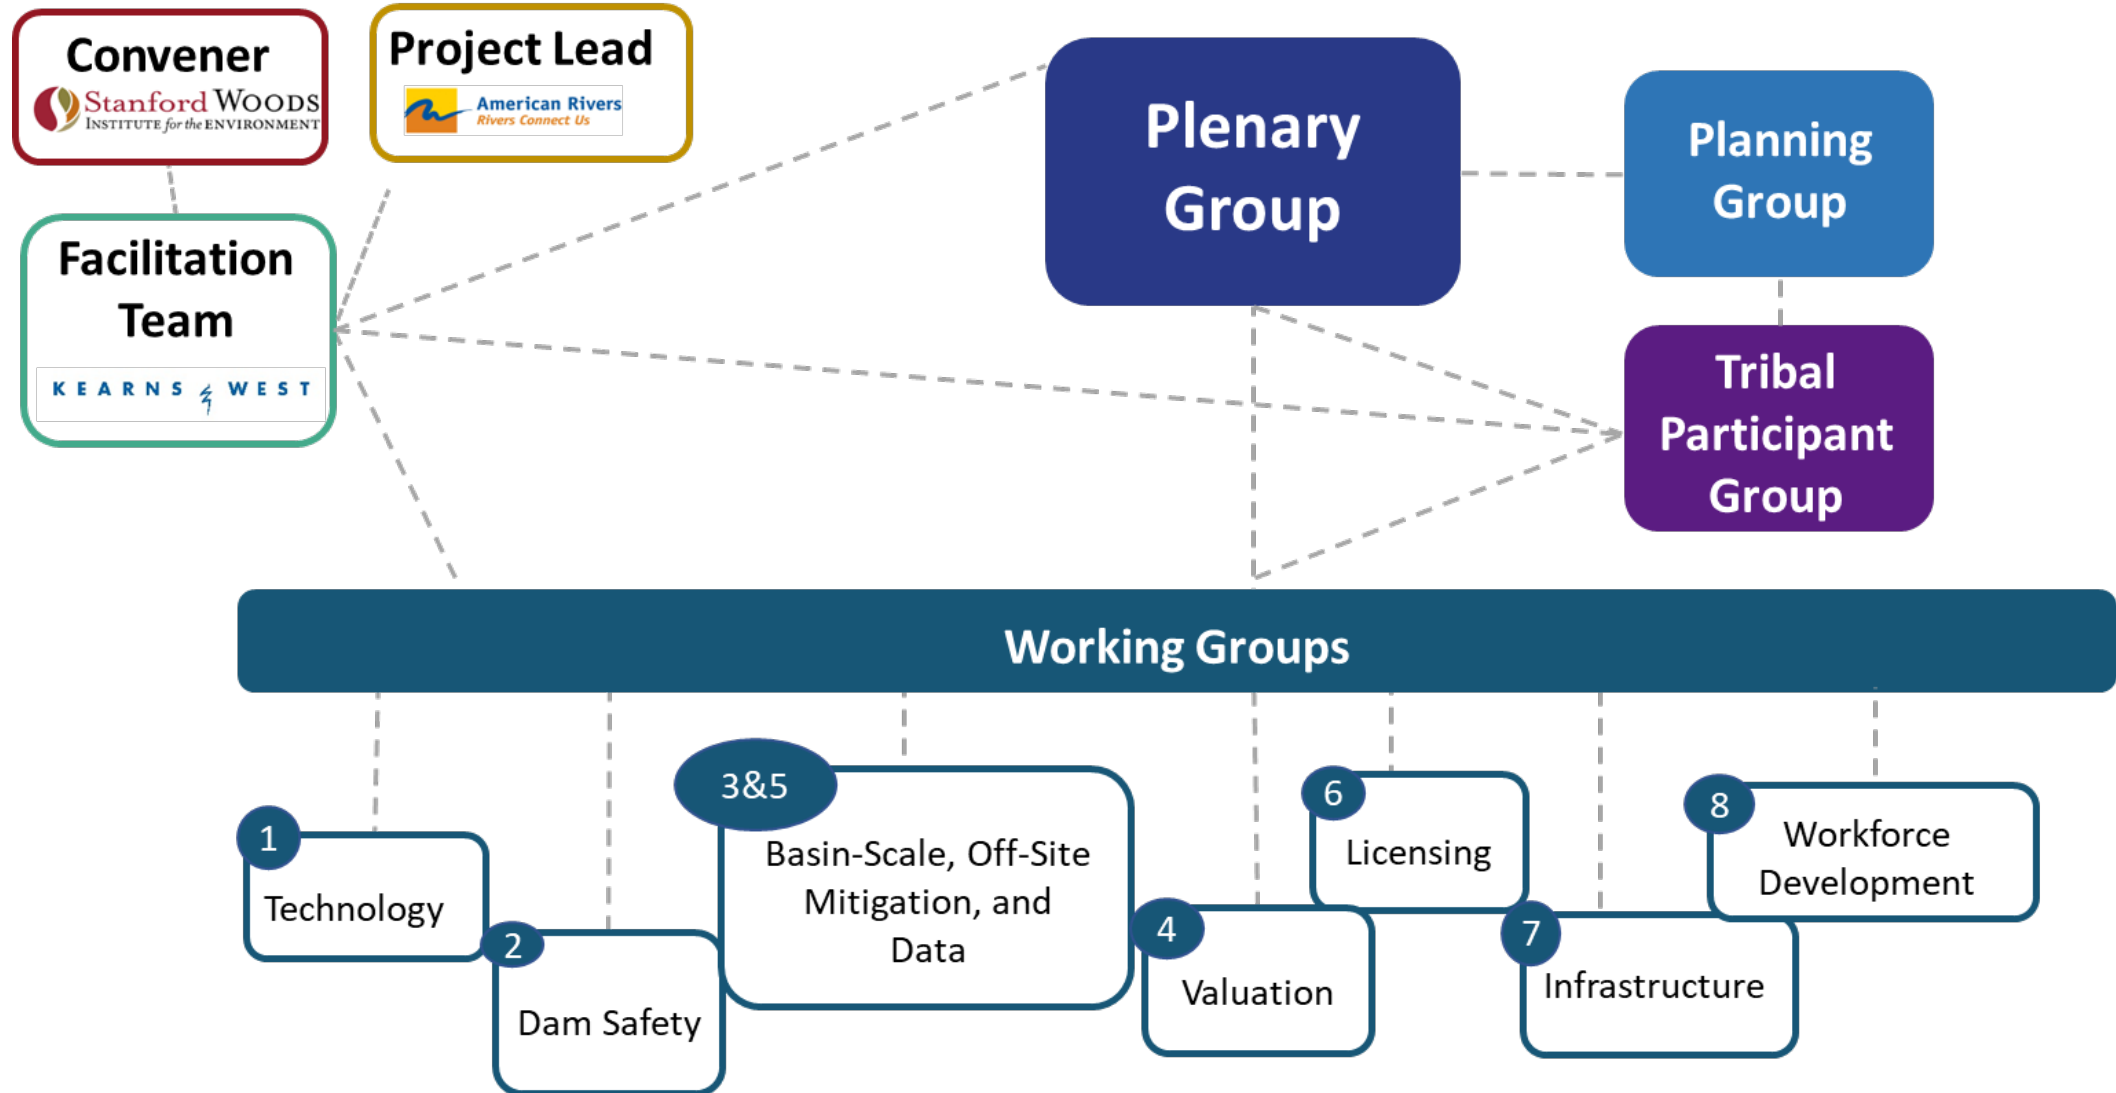 Convener
Stanford WOODS
INSTITUTE for the ENVIRONMENT
Project Lead
American Rivers
Rivers Connect Us
Facilitation
Team
KEARNS WEST
Plenary
Group
Planning
Group
Tribal
Participant
Group
Working Groups
1
Technology
2
Dam Safety
3&5
Basin-Scale, Off-Site
Mitigation, and
Data
4
Valuation
6
Licensing
7
Infrastructure
8
Workforce
Development